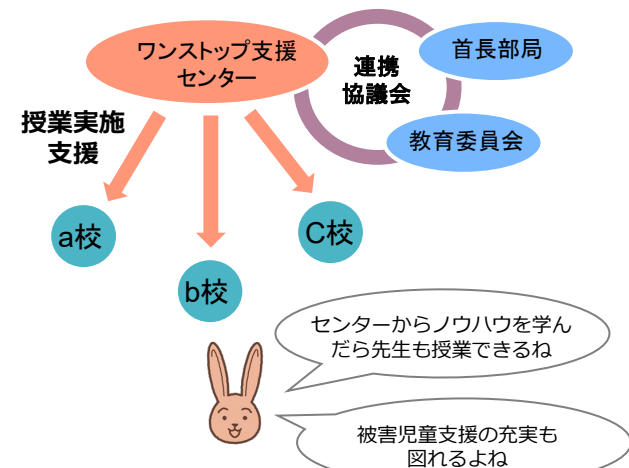 ワンストップ支援
センター
連携
協議会
首長部局
教育委員会
授業実施
支援
a校
b校
C校
センターからノウハウを学ん
だら先生も授業できるね
被害児童支援の充実も
図れるよね